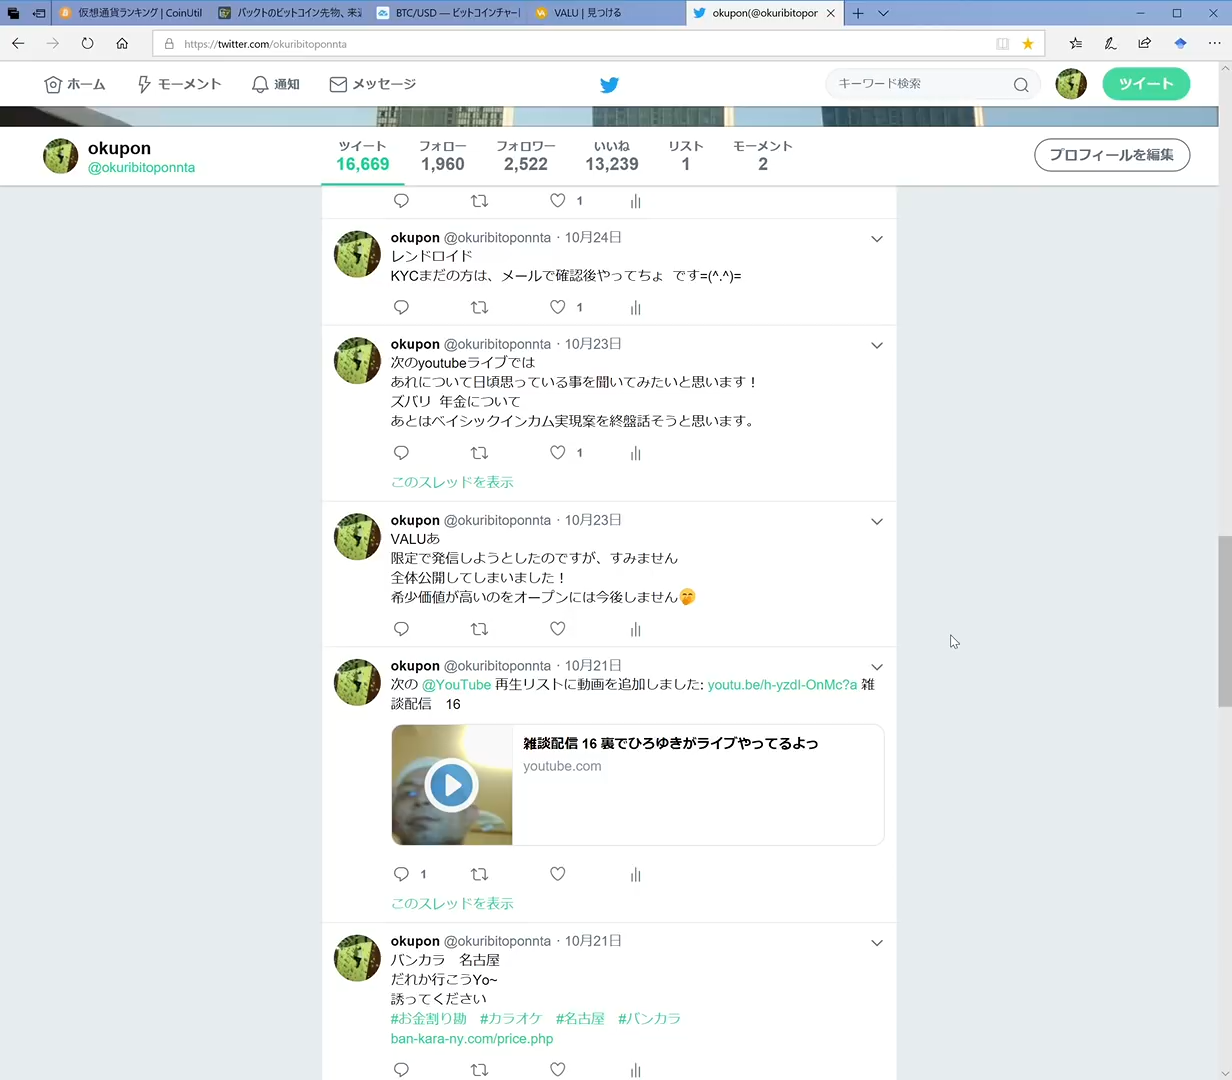 仮想通貨ランキング | CoinUtil
バックトのビットコイン先物、来
BTC/USD — ビットコインチャー
VALU | 見つける
okupon(@okuribitopor
https://twitter.com/okuribitoponnta
ホーム
モーメント
通知
メッセージ
キーワード検索
ツイート
okupon
@okuribitoponnta
ツイート
16,669
フォロー
1,960
フォロワー
2,522
いいね
13,239
リスト
1
モーメント
2
プロフィールを編集
1
okupon @okuribitoponnta · 10月24日
レンドロイド
KYCまだの方は、メールで確認後やってちょ です=(^.^)=
1
okupon @okuribitoponnta · 10月23日
次のyoutubeライブでは
あれについて日頃思っている事を聞いてみたいと思います！
ズバリ 年金について
あとはベイシックインカム実現案を終盤話そうと思います。
1
このスレッドを表示
okupon @okuribitoponnta · 10月23日
VALUあ
限定で発信しようとしたのですが、すみません
全体公開してしまいました！
希少価値が高いのをオープンには今後しません🤭
okupon @okuribitoponnta · 10月21日
次の @YouTube 再生リストに動画を追加しました: youtu.be/h-yzdI-OnMc?a 雑
談配信 16
雑談配信 16 裏でひろゆきがライブやってるよっ
youtube.com
1
このスレッドを表示
okupon @okuribitoponnta · 10月21日
バンカラ 名古屋
だれか行こうYo~
誘ってください
#お金割り勘 #カラオケ #名古屋 #バンカラ
ban-kara-ny.com/price.php